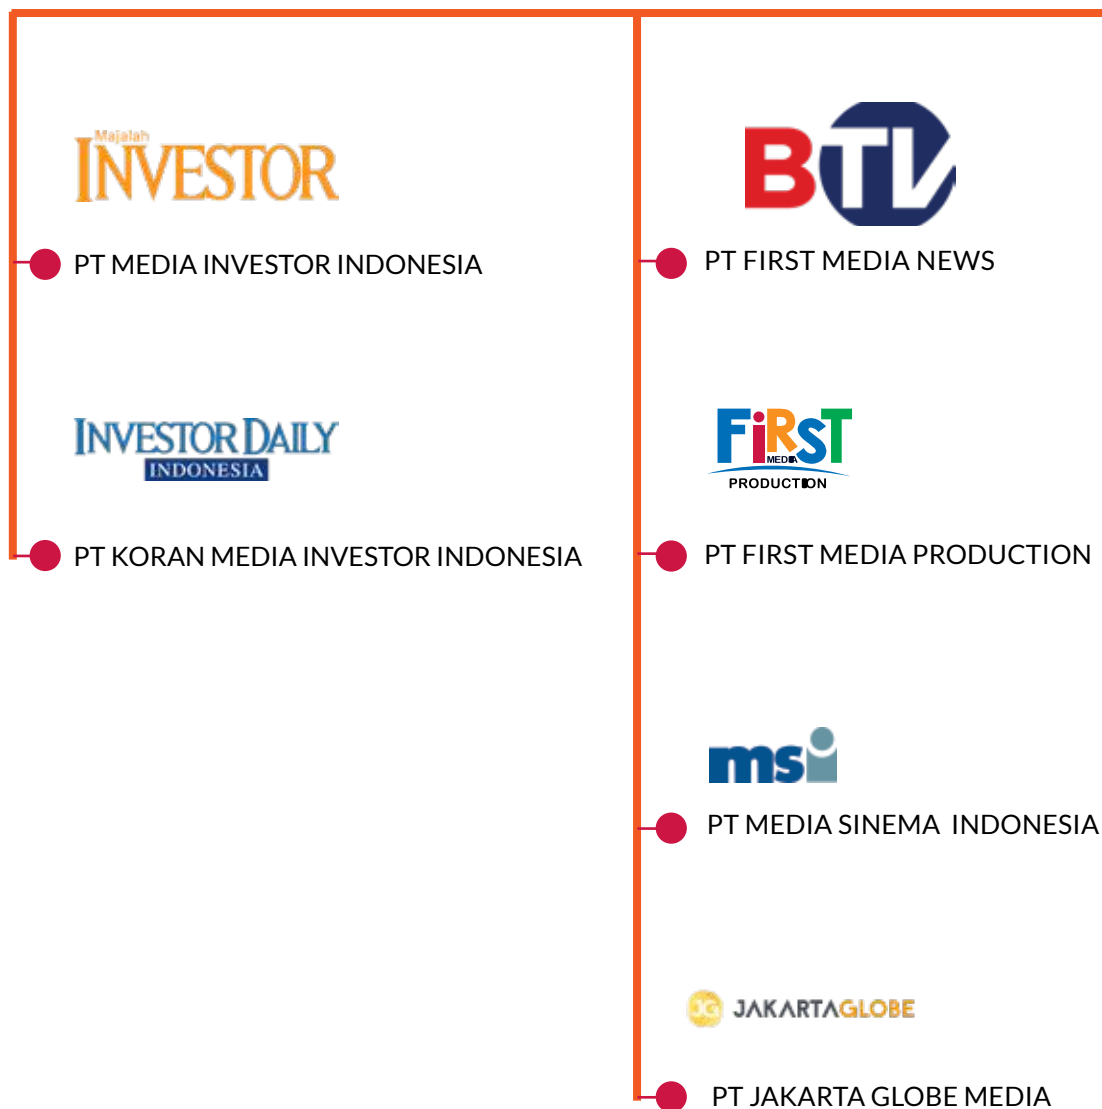 Majalah
INVESTOR
PT MEDIA INVESTOR INDONESIA
INVESTOR DAILY
INDONESIA
PT KORAN MEDIA INVESTOR INDONESIA
BTV
PT FIRST MEDIA NEWS
FiRST
MEDIA
PRODUCTION
PT FIRST MEDIA PRODUCTION
msi
PT MEDIA SINEMA INDONESIA
JG JAKARTAGLOBE
PT JAKARTA GLOBE MEDIA